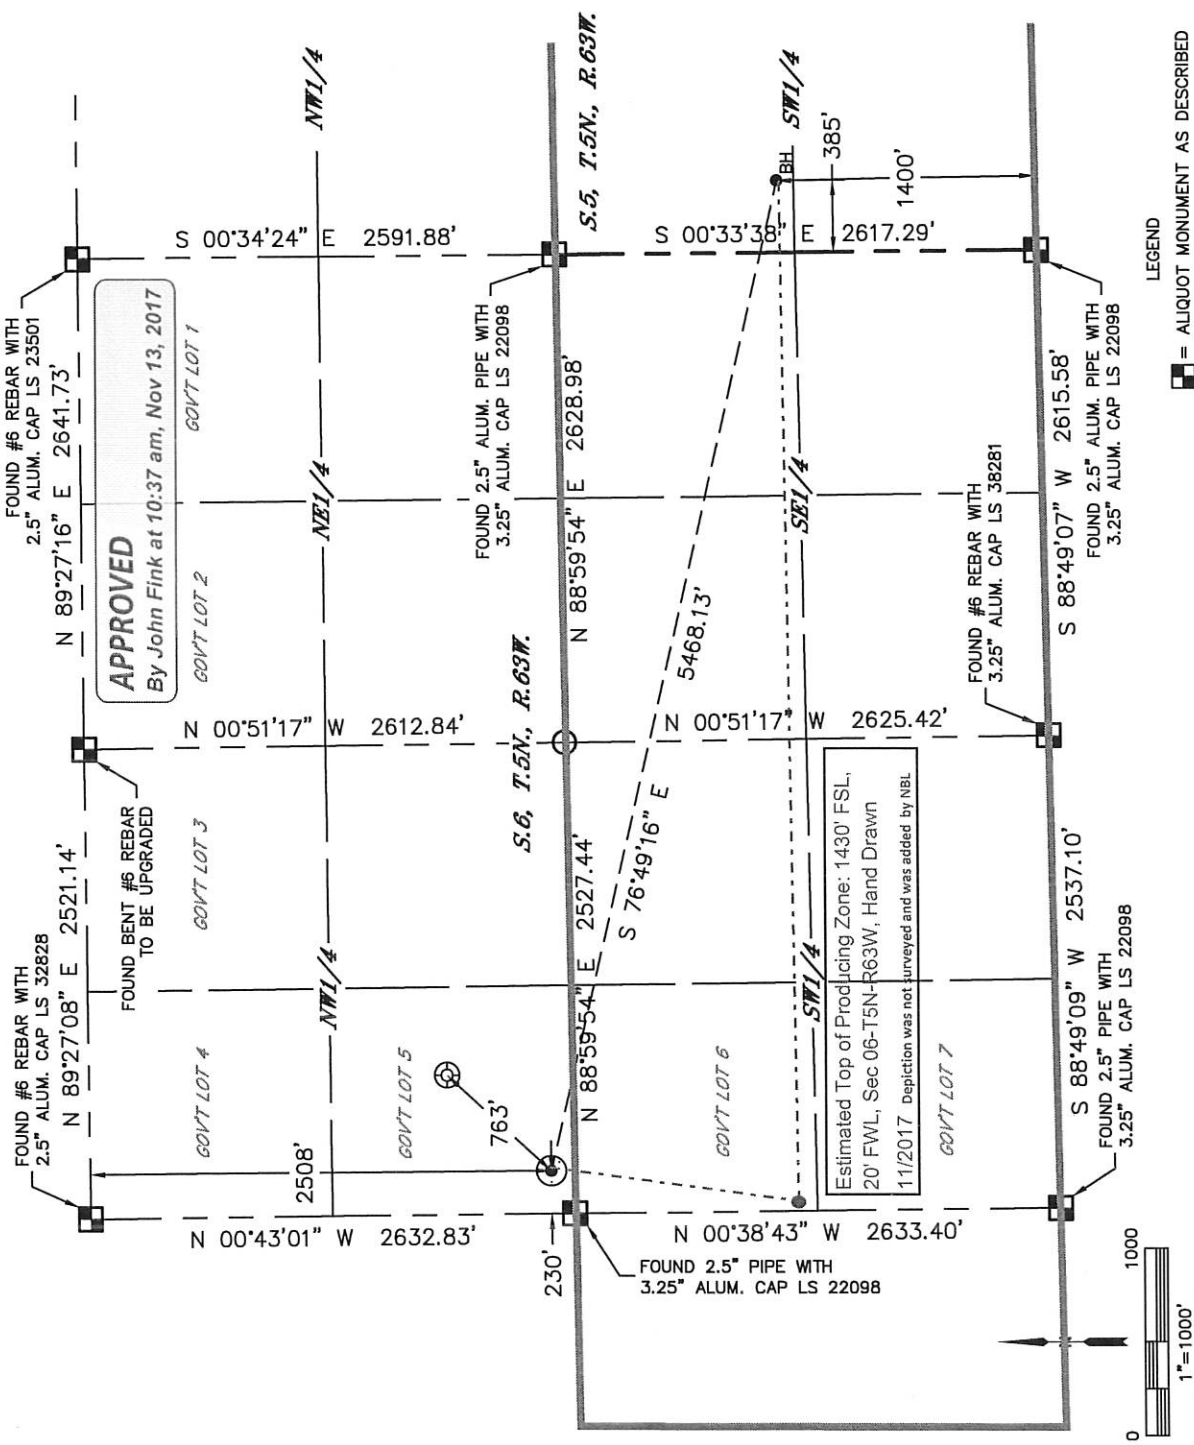 FOUND #6 REBAR WITH
2.5" ALUM. CAP LS 32828
N 89°27'08" E 2521.14'
FOUND BENT #6 REBAR
TO BE UPGRADED
FOUND #6 REBAR WITH
2.5" ALUM. CAP LS 23501
N 89°27'16" E 2641.73'
APPROVED
By John Fink at 10:37 am, Nov 13, 2017
GOV'T LOT 4
GOV'T LOT 3
GOV'T LOT 2
GOV'T LOT 1
2508'
N 00°43'01" W 2632.83'
NW1/4
N 00°51'17" W 2612.84'
NE1/4
S 00°34'24" E 2591.88'
NW1/4
GOV'T LOT 5
763'
230'
S.6, T.5N., R.63W.
FOUND 2.5" ALUM. PIPE WITH
3.25" ALUM. CAP LS 22098
S.5, T.5N., R.63W.
N 88°59'54" E 2527.44'
N 88°59'54" E 2628.98'
FOUND 2.5" PIPE WITH
3.25" ALUM. CAP LS 22098
S 76°49'16" E
5468.13'
GOV'T LOT 6
N 00°38'43" W 2633.40'
SW1/4
N 00°51'17" W 2625.42'
SE1/4
S 00°33'38" E 2617.29'
BH
SW1/4
385'
1400'
Estimated Top of Producing Zone: 1430' FSL,
20' FWL, Sec 06-T5N-R63W, Hand Drawn
11/2017 Depiction was not surveyed and was added by NBL
GOV'T LOT 7
FOUND #6 REBAR WITH
3.25" ALUM. CAP LS 38281
S 88°49'09" W 2537.10'
S 88°49'07" W 2615.58'
FOUND 2.5" PIPE WITH
3.25" ALUM. CAP LS 22098
FOUND 2.5" ALUM. PIPE WITH
3.25" ALUM. CAP LS 22098
0 1000
1"=1000'
LEGEND
= ALIQUOT MONUMENT AS DESCRIBED